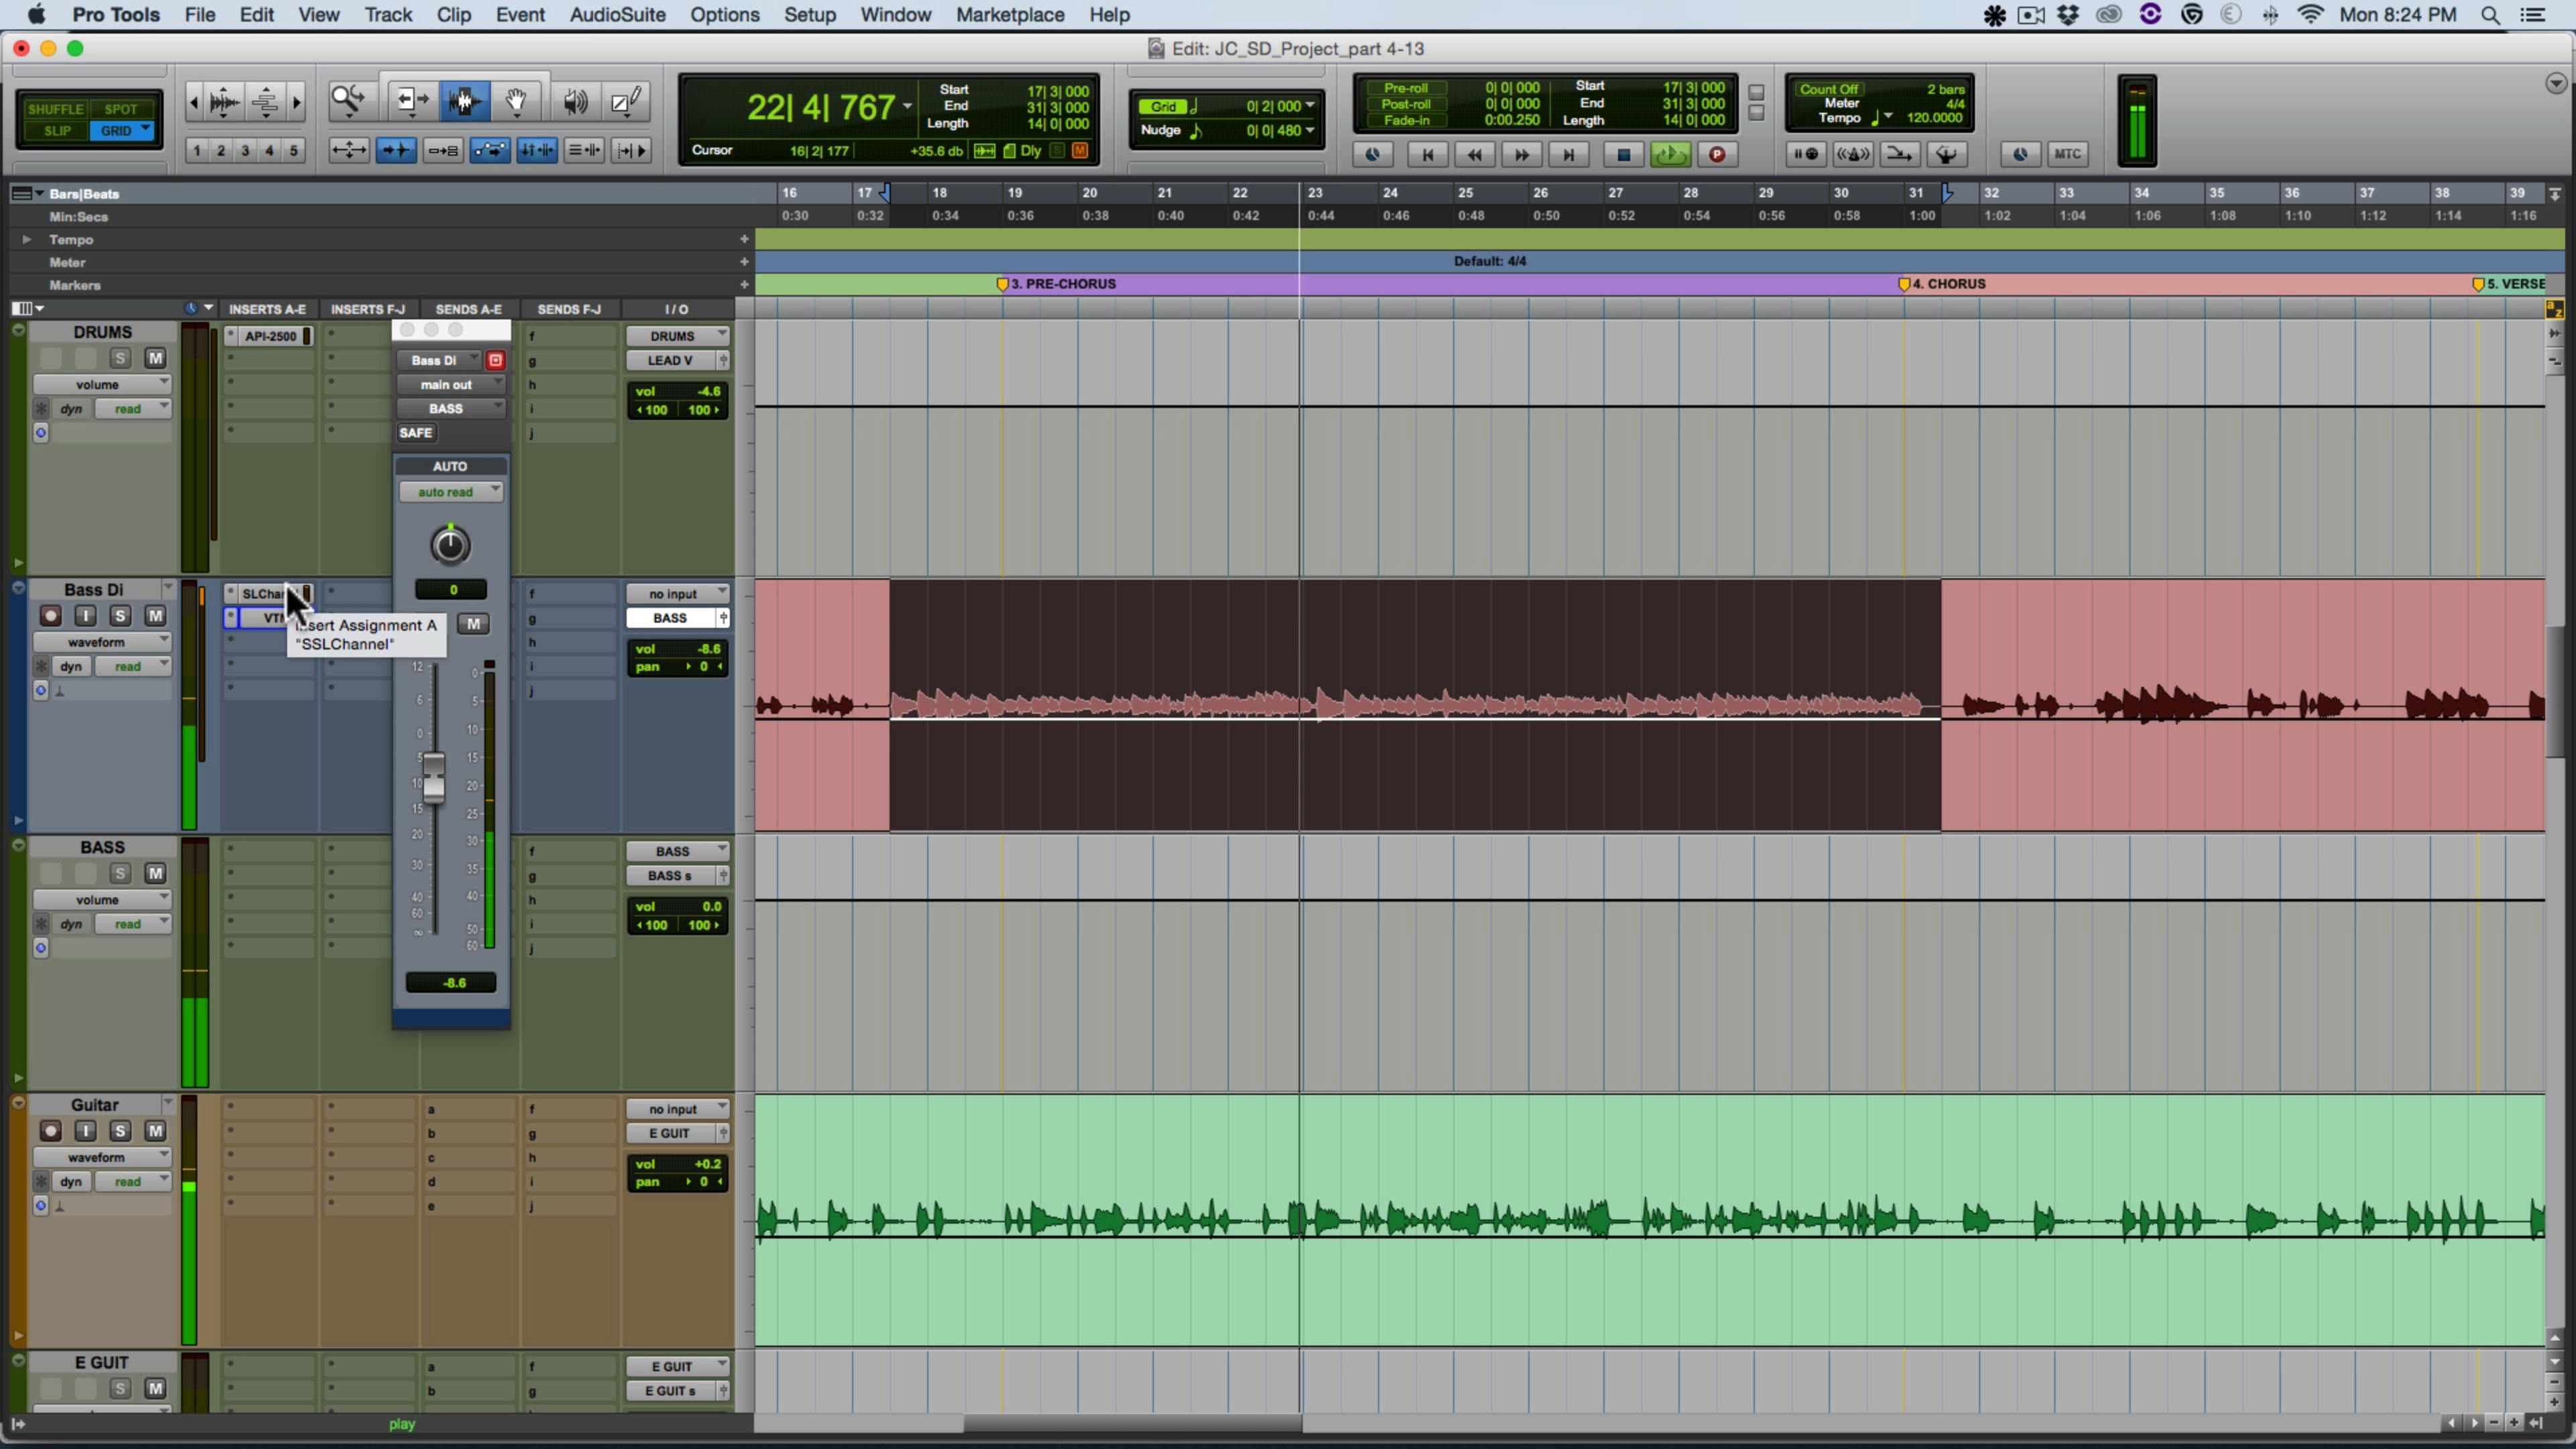 Pro Tools File Edit View Track Clip Event AudioSuite Options Setup Window Marketplace Help Mon 8:24 PM
Edit: JC_SD_Project_part 4-13
SHUFFLE SPOT
SLIP GRID
1 2 3 4 5
22| 4| 767
Start 17| 3| 000
End 31| 3| 000
Length 14| 0| 000
Cursor 16| 2| 177 +35.6 db Dly S M
Grid 0| 2| 000
Nudge 0| 0| 480
Pre-roll 0| 0| 000 Start 17| 3| 000
Post-roll 0| 0| 000 End 31| 3| 000
Fade-in 0:00.250 Length 14| 0| 000
Count Off 2 bars
Meter 4/4
Tempo 120.0000
MTC
Bars|Beats 16 17 18 19 20 21 22 23 24 25 26 27 28 29 30 31 32 33 34 35 36 37 38 39
Min:Secs 0:30 0:32 0:34 0:36 0:38 0:40 0:42 0:44 0:46 0:48 0:50 0:52 0:54 0:56 0:58 1:00 1:02 1:04 1:06 1:08 1:10 1:12 1:14 1:16
Tempo
Meter Default: 4/4
Markers 3. PRE-CHORUS 4. CHORUS 5. VERSE
INSERTS A-E INSERTS F-J SENDS A-E SENDS F-J I / O
a z
DRUMS API-2500 f DRUMS
S M g LEAD V
volume h vol -4.6
dyn read i 100 100
j
Bass Di
main out
BASS
SAFE
AUTO
auto read
0
M
12 6 0 5 10 15 20 30 40 60 ∞
0 5 10 15 20 25 30 35 40 50 60
-8.6
Bass Di SLChan f no input
I S M VT g BASS
waveform h vol -8.6
dyn read i pan 0
j
sert Assignment A
"SSLChannel"
BASS f BASS
S M g BASS s
volume h vol 0.0
dyn read i 100 100
j
Guitar a f no input
I S M b g E GUIT
waveform c h vol +0.2
dyn read d i pan 0
e j
E GUIT a f E GUIT
S M b g E GUIT s
play